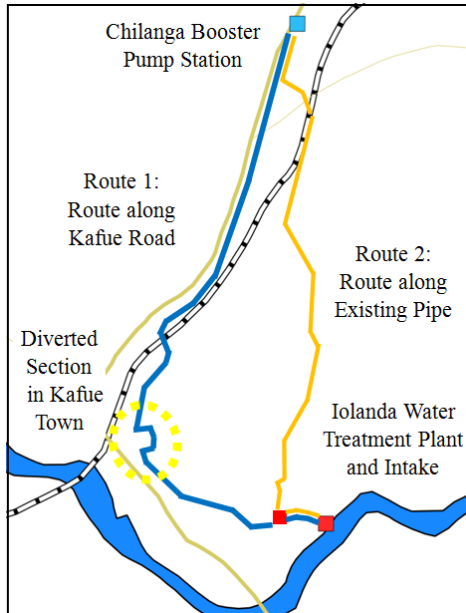 Chilanga Booster
Pump Station
Route 1:
Route along
Kafue Road
Route 2:
Route along
Existing Pipe
Diverted
Section
in Kafue
Town
Iolanda Water
Treatment Plant
and Intake